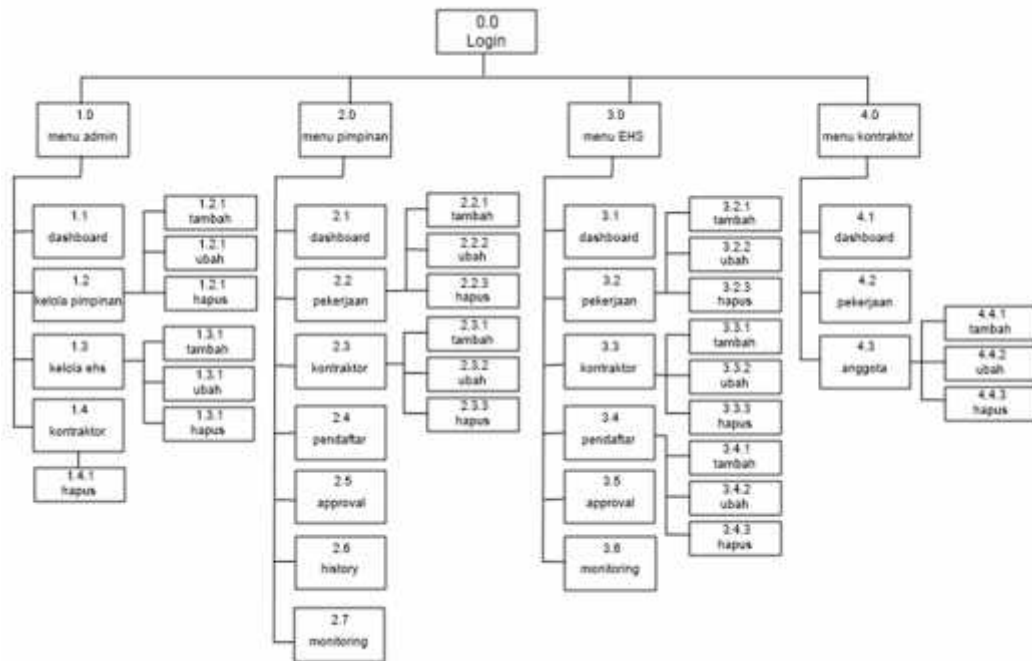 0.0
Login
1.0
menu admin
2.0
menu pimpinan
3.0
menu EHS
4.0
menu kontraktor
1.1
dashboard
1.2
kelola pimpinan
1.2.1
tambah
1.2.1
ubah
1.2.1
hapus
1.3
kelola ehs
1.3.1
tambah
1.3.1
ubah
1.3.1
hapus
1.4
kontraktor
1.4.1
hapus
2.1
dashboard
2.2
pekerjaan
2.2.1
tambah
2.2.2
ubah
2.2.3
hapus
2.3
kontraktor
2.3.1
tambah
2.3.2
ubah
2.3.3
hapus
2.4
pendaftar
2.5
approval
2.6
history
2.7
monitoring
3.1
dashboard
3.2
pekerjaan
3.2.1
tambah
3.2.2
ubah
3.2.3
hapus
3.3
kontraktor
3.3.1
tambah
3.3.2
ubah
3.3.3
hapus
3.4
pendaftar
3.4.1
tambah
3.4.2
ubah
3.4.3
hapus
3.5
approval
3.6
monitoring
4.1
dashboard
4.2
pekerjaan
4.3
anggota
4.4.1
tambah
4.4.2
ubah
4.4.3
hapus